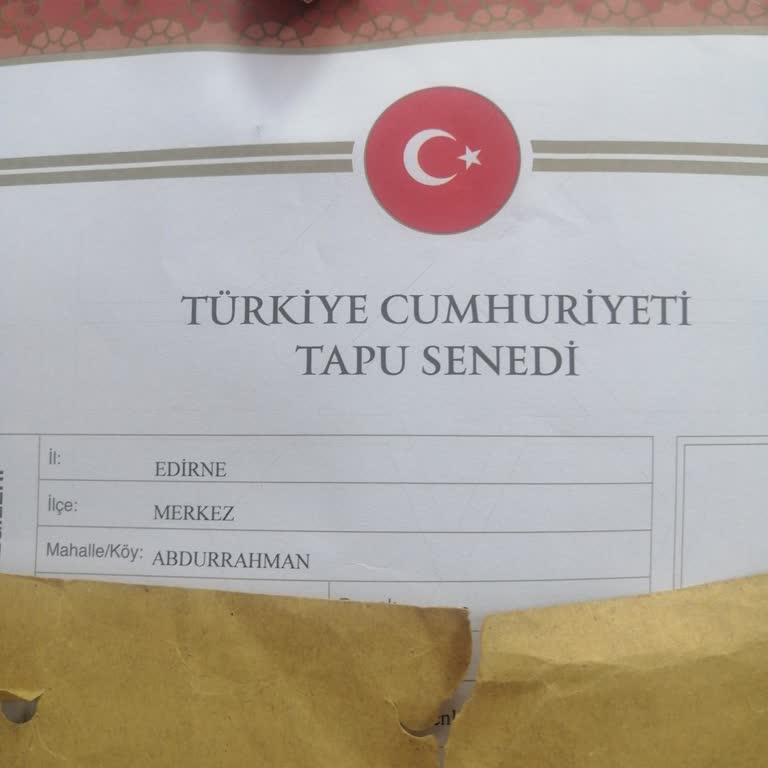 TÜRKİYE CUMHURİYETİ
TAPU SENEDİ
İl: EDİRNE
İlçe: MERKEZ
Mahalle/Köy: ABDURRAHMAN